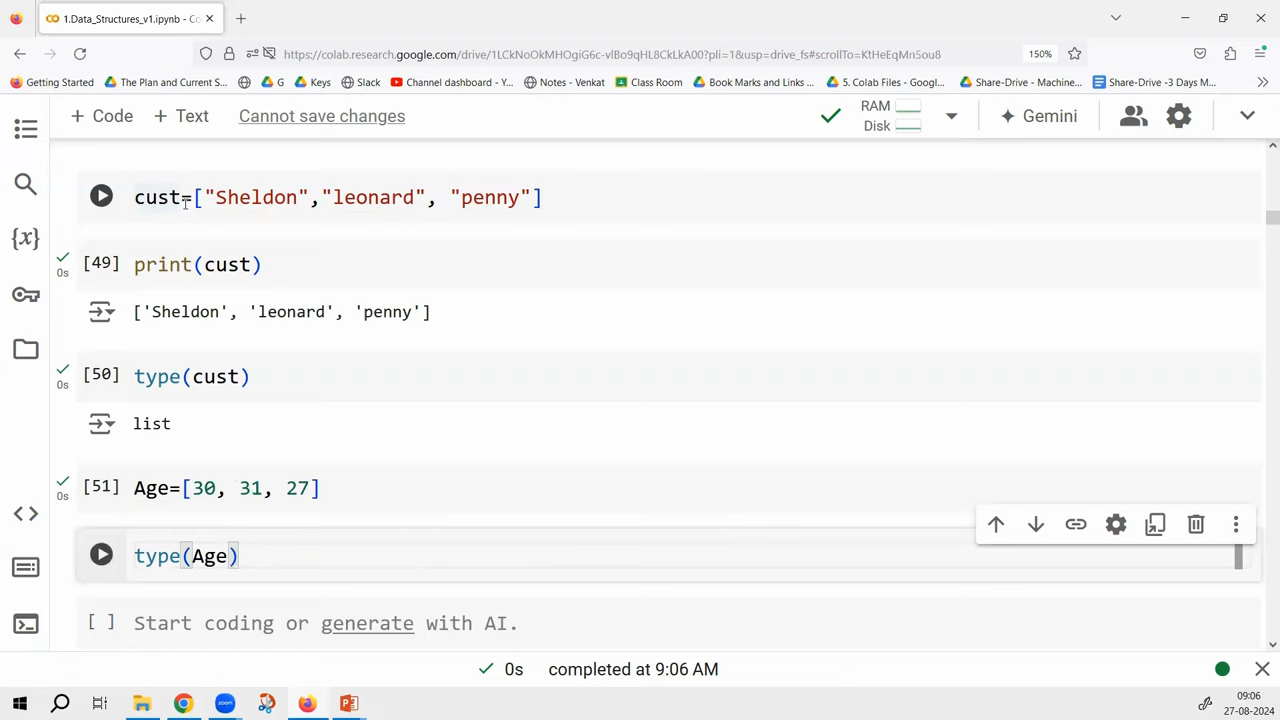 1.Data_Structures_v1.ipynb - Co
https://colab.research.google.com/drive/1LCkNoOkMHOgiG6c-vlBo9qHL8CkLkA00?pli=1&usp=drive_fs#scrollTo=KtHeEqMn5ou8
150%
Getting Started
The Plan and Current S...
G
Keys
Slack
Channel dashboard - Y...
Notes - Venkat
Class Room
Book Marks and Links ...
5. Colab Files - Googl...
Share-Drive - Machine...
Share-Drive -3 Days M...
+ Code + Text Cannot save changes
RAM
Disk
Gemini
cust=["Sheldon","leonard", "penny"]
[49] print(cust)
0s
['Sheldon', 'leonard', 'penny']
[50] type(cust)
0s
list
[51] Age=[30, 31, 27]
0s
type(Age)
[ ] Start coding or generate with AI.
0s completed at 9:06 AM
zoom
09:06
27-08-2024